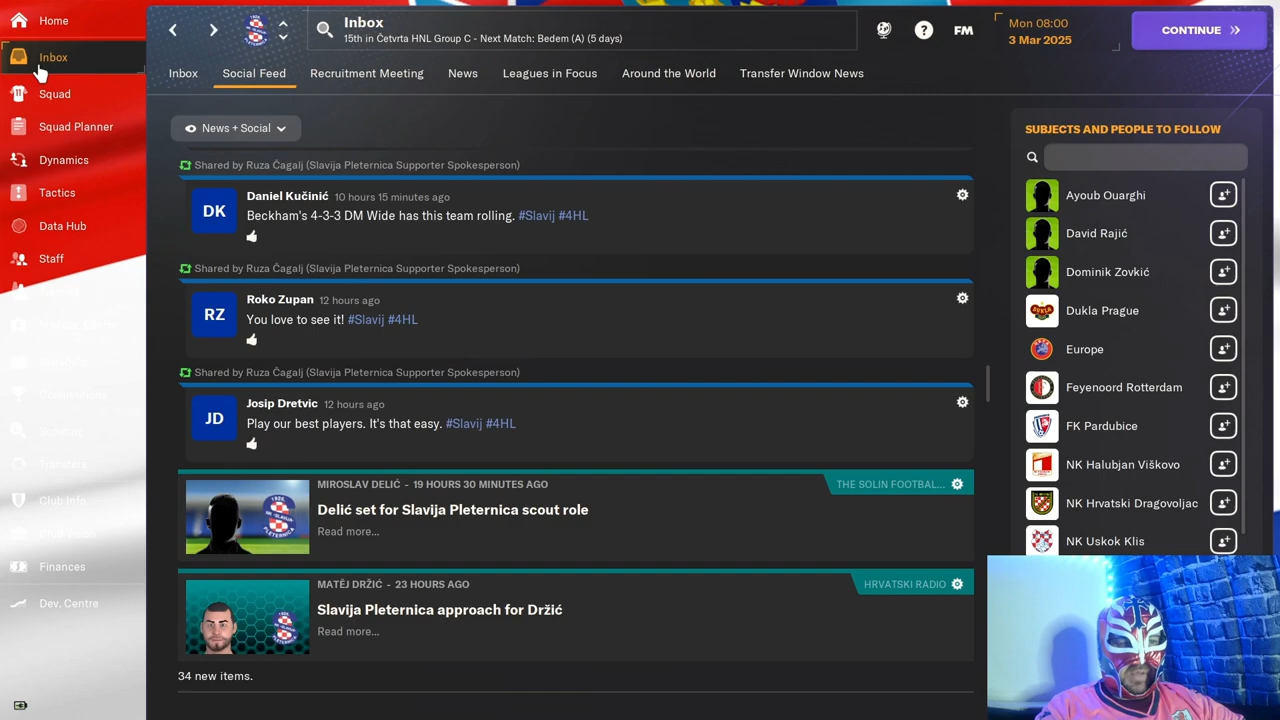 Home
Inbox
Squad
Squad Planner
Dynamics
Tactics
Data Hub
Staff
Transfers
Club Info
Club Vision
Finances
Dev. Centre
Inbox
15th in Četvrta HNL Group C - Next Match: Bedem (A) (5 days)
FM
Mon 08:00
3 Mar 2025
CONTINUE
Inbox
Social Feed
Recruitment Meeting
News
Leagues in Focus
Around the World
Transfer Window News
News + Social
Shared by Ruza Čagalj (Slavija Pleternica Supporter Spokesperson)
DK
Daniel Kučinić 10 hours 15 minutes ago
Beckham's 4-3-3 DM Wide has this team rolling. #Slavij #4HL
Shared by Ruza Čagalj (Slavija Pleternica Supporter Spokesperson)
RZ
Roko Zupan 12 hours ago
You love to see it! #Slavij #4HL
Shared by Ruza Čagalj (Slavija Pleternica Supporter Spokesperson)
JD
Josip Dretvic 12 hours ago
Play our best players. It's that easy. #Slavij #4HL
MIROSLAV DELIĆ - 19 HOURS 30 MINUTES AGO
THE SOLIN FOOTBAL...
Delić set for Slavija Pleternica scout role
Read more...
MATĚJ DRŽIĆ - 23 HOURS AGO
HRVATSKI RADIO
Slavija Pleternica approach for Držić
Read more...
34 new items.
SUBJECTS AND PEOPLE TO FOLLOW
Ayoub Ouarghi
David Rajić
Dominik Zovkić
Dukla Prague
Europe
Feyenoord Rotterdam
FK Pardubice
NK Halubjan Viškovo
NK Hrvatski Dragovoljac
NK Uskok Klis